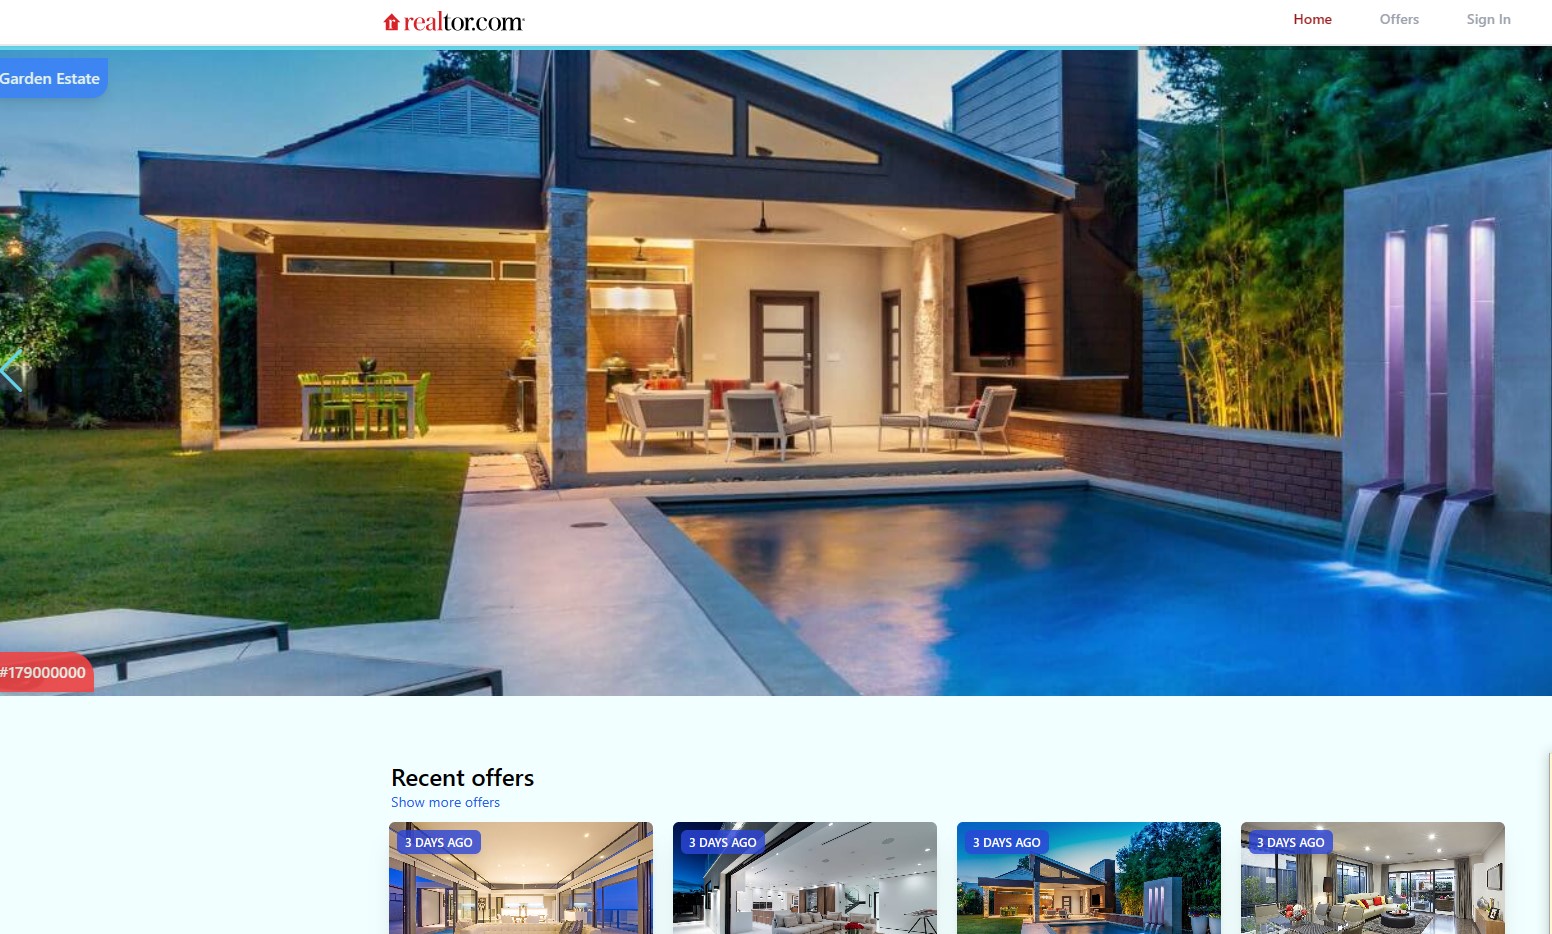 realtor.com
Home
Offers
Sign In
Garden Estate
#179000000
Recent offers
Show more offers
3 DAYS AGO
3 DAYS AGO
3 DAYS AGO
3 DAYS AGO